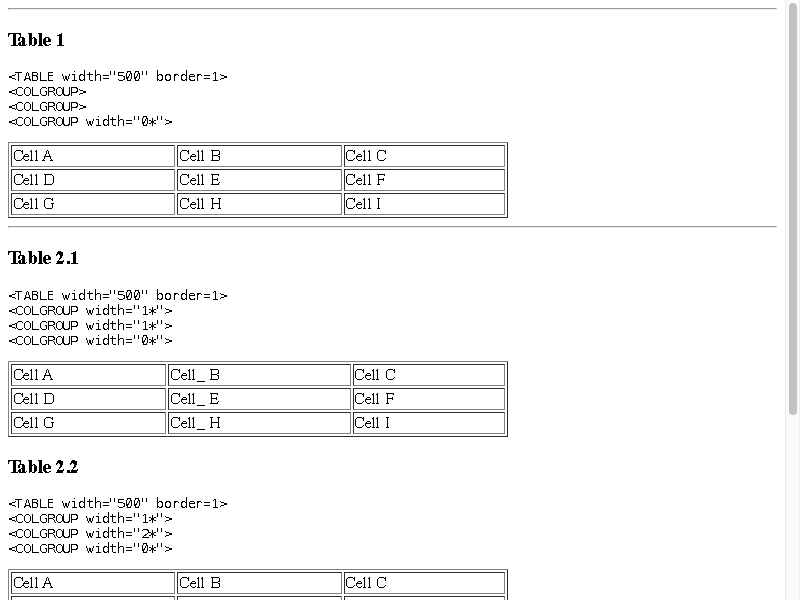 Table 1
<TABLE width="500" border=1>
<COLGROUP>
<COLGROUP>
<COLGROUP width="0*">
Cell A Cell B Cell C
Cell D Cell E Cell F
Cell G Cell H Cell I
Table 2.1
<TABLE width="500" border=1>
<COLGROUP width="1*">
<COLGROUP width="1*">
<COLGROUP width="0*">
Cell A Cell_ B Cell C
Cell D Cell_ E Cell F
Cell G Cell_ H Cell I
Table 2.2
<TABLE width="500" border=1>
<COLGROUP width="1*">
<COLGROUP width="2*">
<COLGROUP width="0*">
Cell A Cell B Cell C